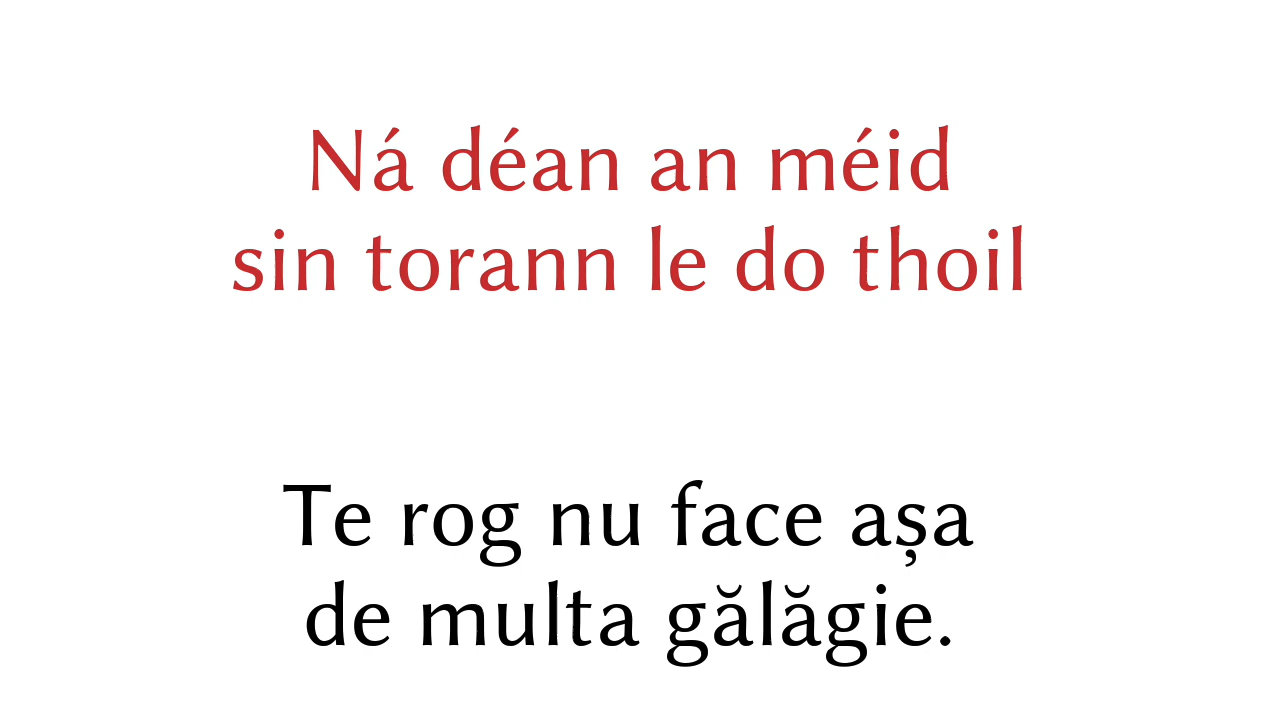 Ná déan an méid
sin torann le do thoil
Te rog nu face așa
de multa gălăgie.